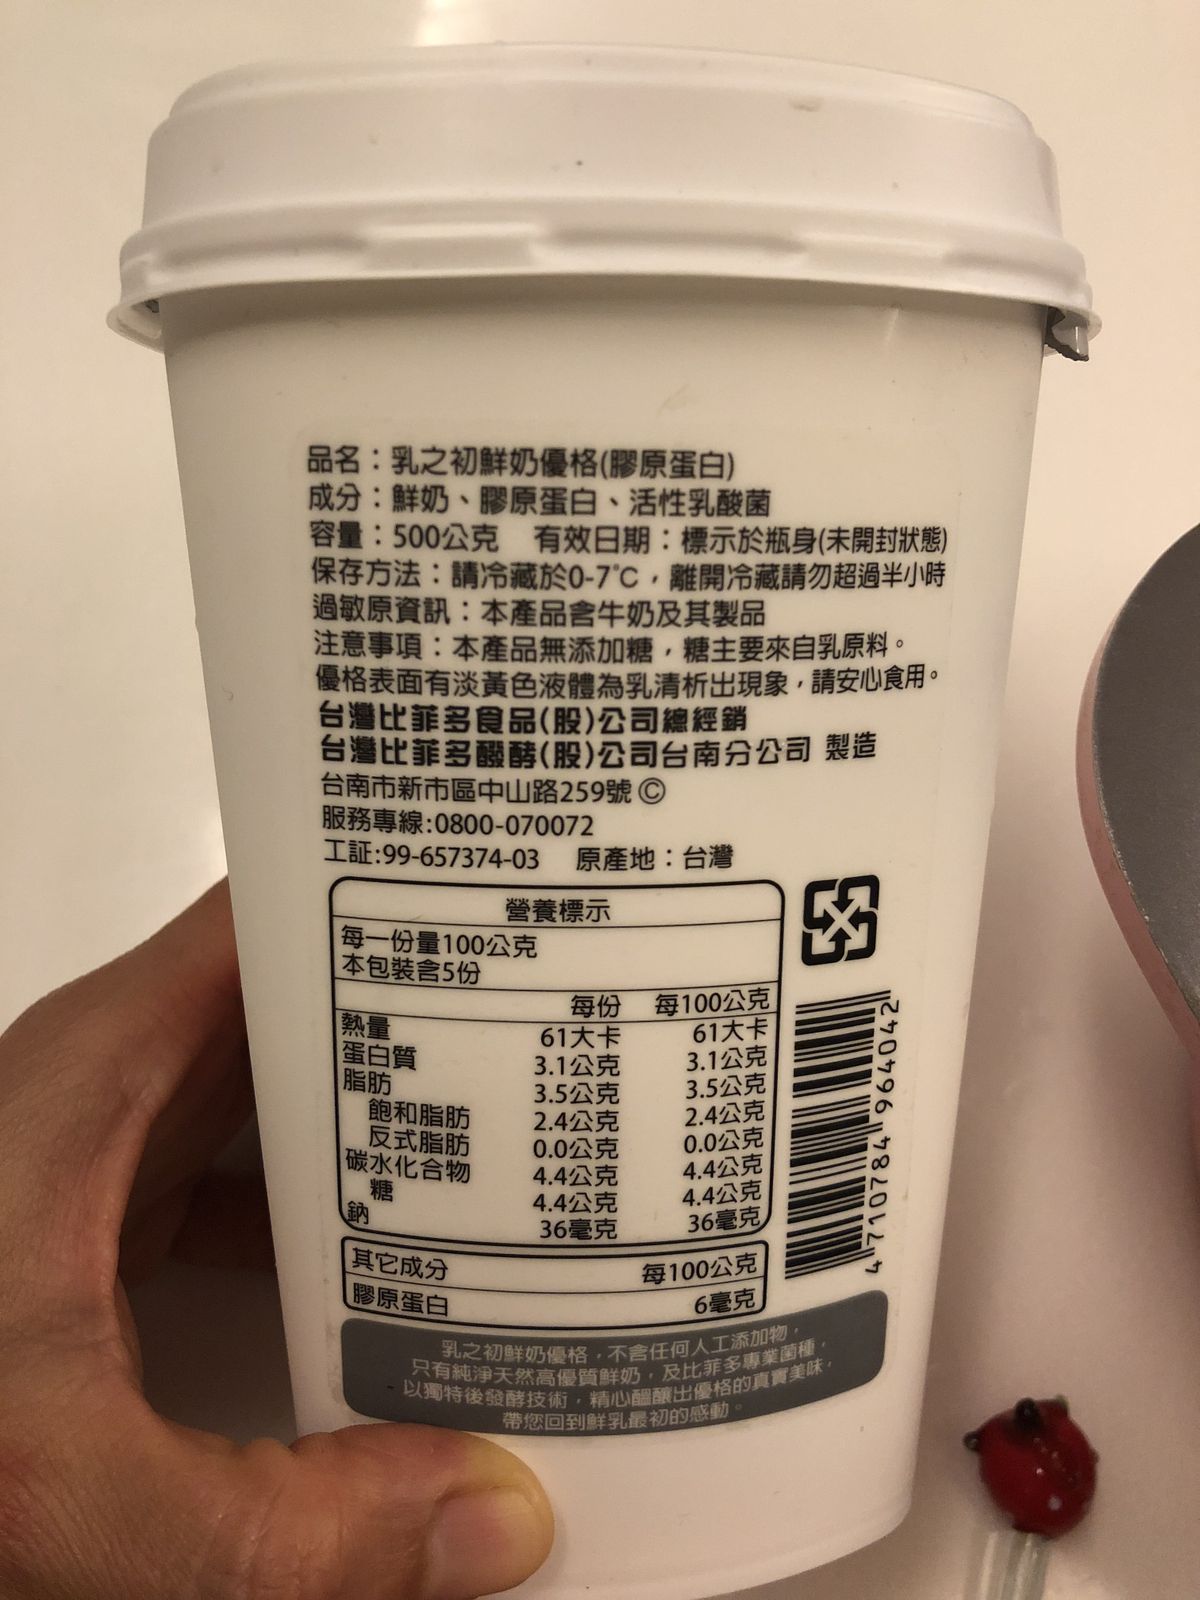 品名：乳之初鮮奶優格(膠原蛋白)
成分：鮮奶、膠原蛋白、活性乳酸菌
容量：500公克　有效日期：標示於瓶身(未開封狀態)
保存方法：請冷藏於0-7°C，離開冷藏請勿超過半小時
過敏原資訊：本產品含牛奶及其製品
注意事項：本產品無添加糖，糖主要來自乳原料。
優格表面有淡黃色液體為乳清析出現象，請安心食用。
台灣比菲多食品(股)公司總經銷
台灣比菲多醱酵(股)公司台南分公司 製造
台南市新市區中山路259號Ⓒ
服務專線:0800-070072
工証:99-657374-03　原產地：台灣
營養標示
每一份量100公克
本包裝含5份
每份　每100公克
熱量　61大卡　61大卡
蛋白質　3.1公克　3.1公克
脂肪　3.5公克　3.5公克
飽和脂肪　2.4公克　2.4公克
反式脂肪　0.0公克　0.0公克
碳水化合物　4.4公克　4.4公克
糖　4.4公克　4.4公克
鈉　36毫克　36毫克
其它成分　每100公克
膠原蛋白　6毫克
4 710784 964042
乳之初鮮奶優格，不含任何人工添加物，
只有純淨天然高優質鮮奶，及比菲多專業菌種，
以獨特後發酵技術，精心醞釀出優格的真實美味，
帶您回到鮮乳最初的感動。